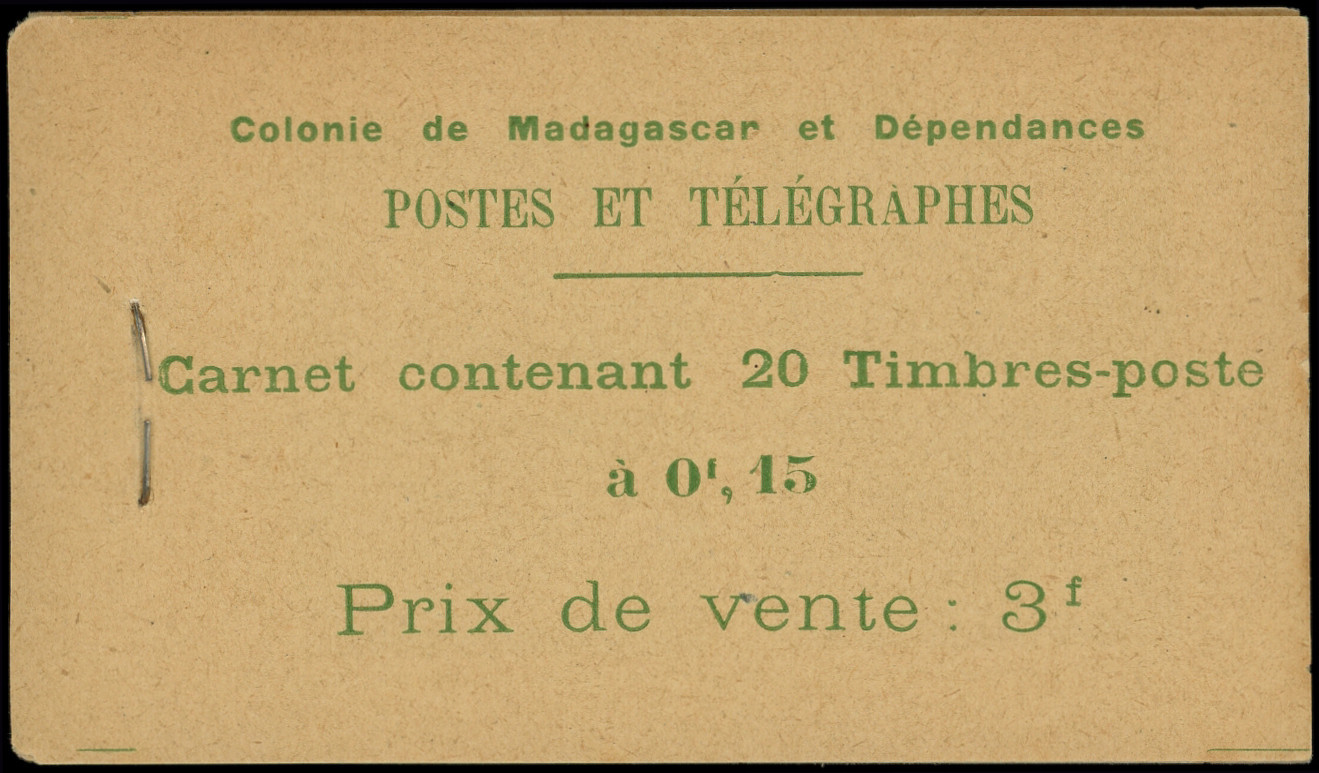 Colonie de Madagascar et Dépendances
POSTES ET TÉLÉGRAPHES
Carnet contenant 20 Timbres-poste
à 0ᶠ, 15
Prix de vente : 3ᶠ